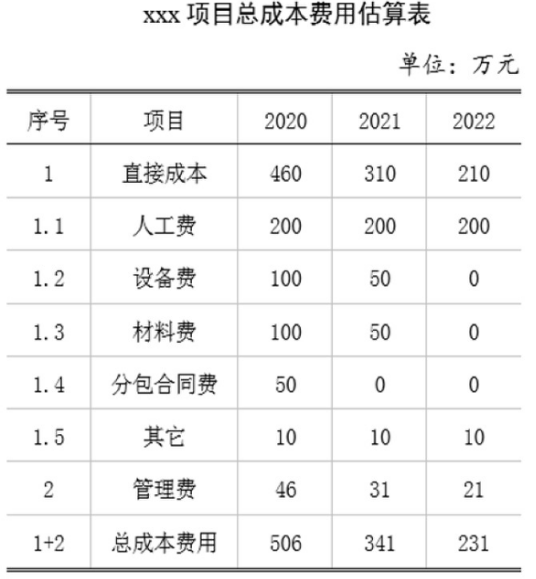 xxx 项目总成本费用估算表
单位：万元
序号 项目 2020 2021 2022
1 直接成本 460 310 210
1.1 人工费 200 200 200
1.2 设备费 100 50 0
1.3 材料费 100 50 0
1.4 分包合同费 50 0 0
1.5 其它 10 10 10
2 管理费 46 31 21
1+2 总成本费用 506 341 231